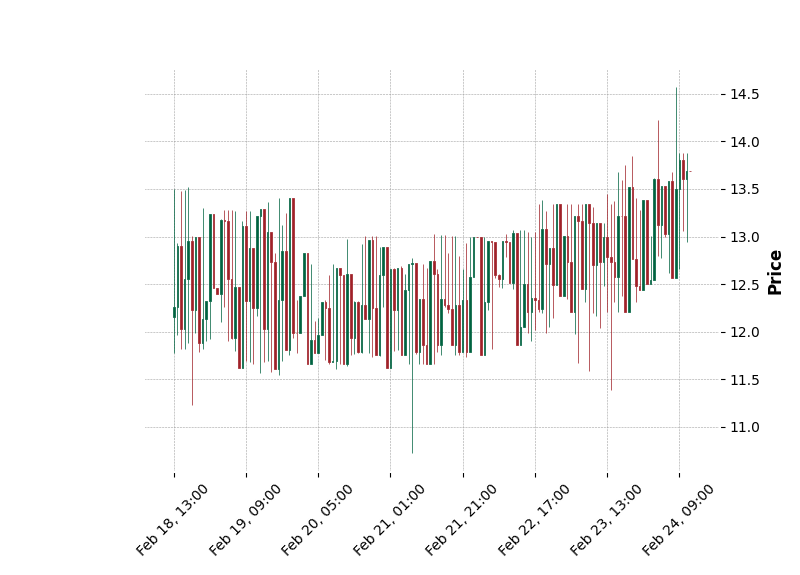 14.5
14.0
13.5
13.0
12.5
12.0
11.5
11.0
Price
Feb 18, 13:00
Feb 19, 09:00
Feb 20, 05:00
Feb 21, 01:00
Feb 21, 21:00
Feb 22, 17:00
Feb 23, 13:00
Feb 24, 09:00